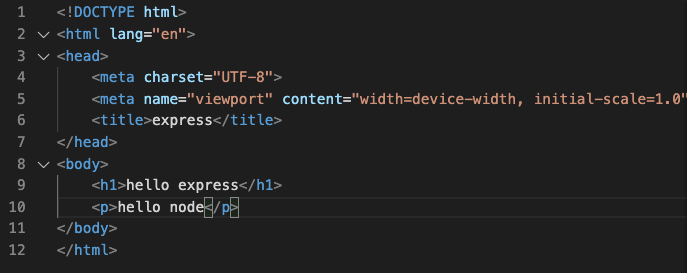 1 <!DOCTYPE html>
2 <html lang="en">
3 <head>
4 <meta charset="UTF-8">
5 <meta name="viewport" content="width=device-width, initial-scale=1.0"
6 <title>express</title>
7 </head>
8 <body>
9 <h1>hello express</h1>
10 <p>hello node</p>
11 </body>
12 </html>